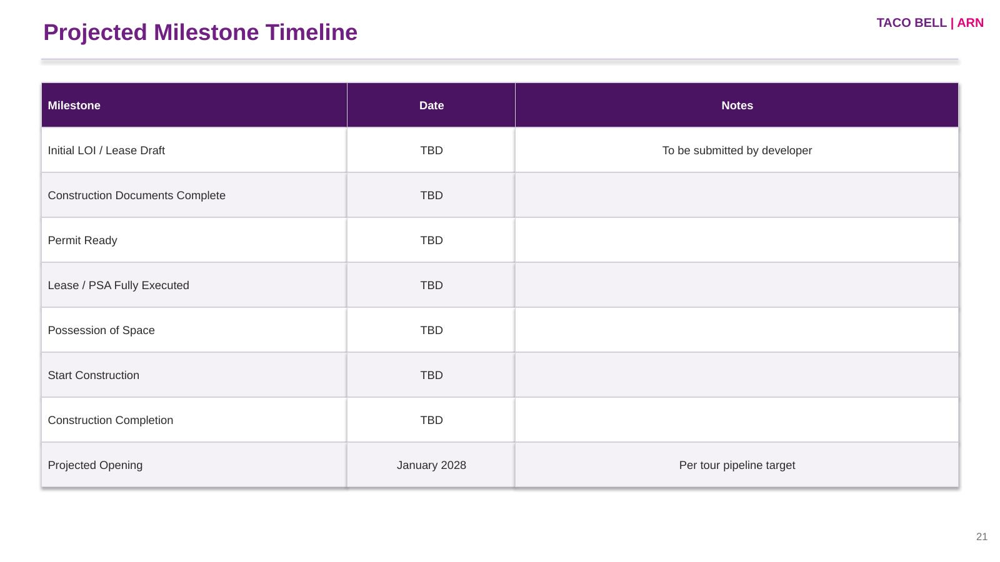 Projected Milestone Timeline
TACO BELL | ARN
Milestone Date Notes
Initial LOI / Lease Draft TBD To be submitted by developer
Construction Documents Complete TBD
Permit Ready TBD
Lease / PSA Fully Executed TBD
Possession of Space TBD
Start Construction TBD
Construction Completion TBD
Projected Opening January 2028 Per tour pipeline target
21